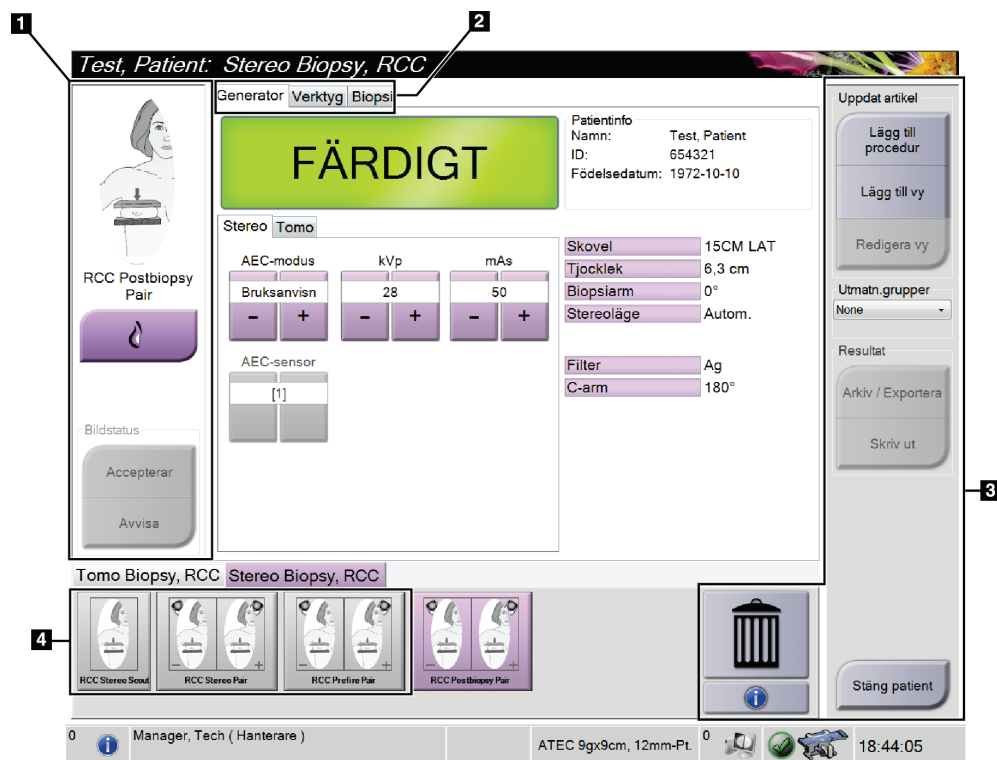 1
2
Test, Patient: Stereo Biopsy, RCC
Generator Verktyg Biopsi
Uppdat artikel
Patientinfo
Namn: Test, Patient
ID: 654321
Födelsedatum: 1972-10-10
FÄRDIGT
Lägg till procedur
Lägg till vy
Redigera vy
Stereo Tomo
AEC-modus kVp mAs
Bruksanvisn 28 50
- + - + - +
Skovel 15CM LAT
Tjocklek 6,3 cm
Biopsiarm 0°
Stereoläge Autom.
Filter Ag
C-arm 180°
RCC Postbiopsy
Pair
AEC-sensor
[1]
Utmatn.grupper
None
Resultat
Arkiv / Exportera
Skriv ut
Bildstatus
Accepterar
Avvisa
3
Tomo Biopsy, RCC Stereo Biopsy, RCC
4
- + - + - +
RCC Stereo Scout RCC Stereo Pair RCC Prefire Pair RCC Postbiopsy Pair
Stäng patient
0 Manager, Tech ( Hanterare ) ATEC 9gx9cm, 12mm-Pt. 0 18:44:05